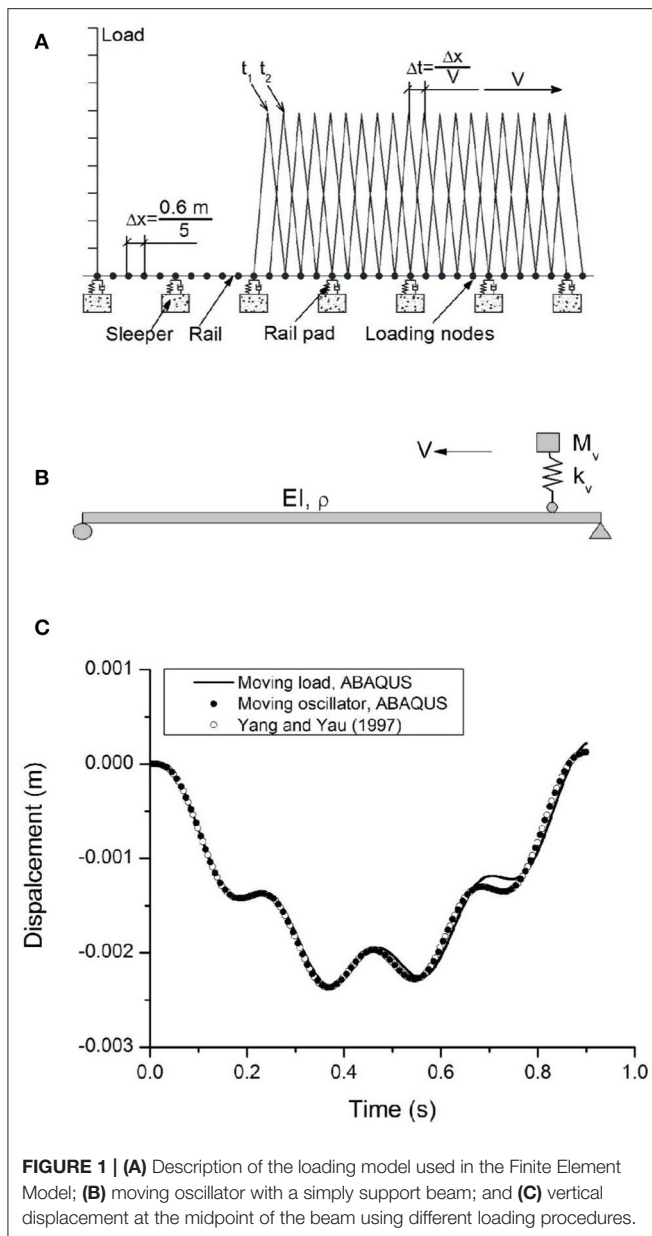 A
Load
t1 t2
Δt=Δx/V
V
Δx=0.6 m/5
Sleeper Rail Rail pad Loading nodes
B
V
Mv
kv
EI, ρ
C
0.001
0.000
-0.001
-0.002
-0.003
Dispalcement (m)
Moving load, ABAQUS
Moving oscillator, ABAQUS
Yang and Yau (1997)
0.0 0.2 0.4 0.6 0.8 1.0
Time (s)
FIGURE 1 | (A) Description of the loading model used in the Finite Element
Model; (B) moving oscillator with a simply support beam; and (C) vertical
displacement at the midpoint of the beam using different loading procedures.